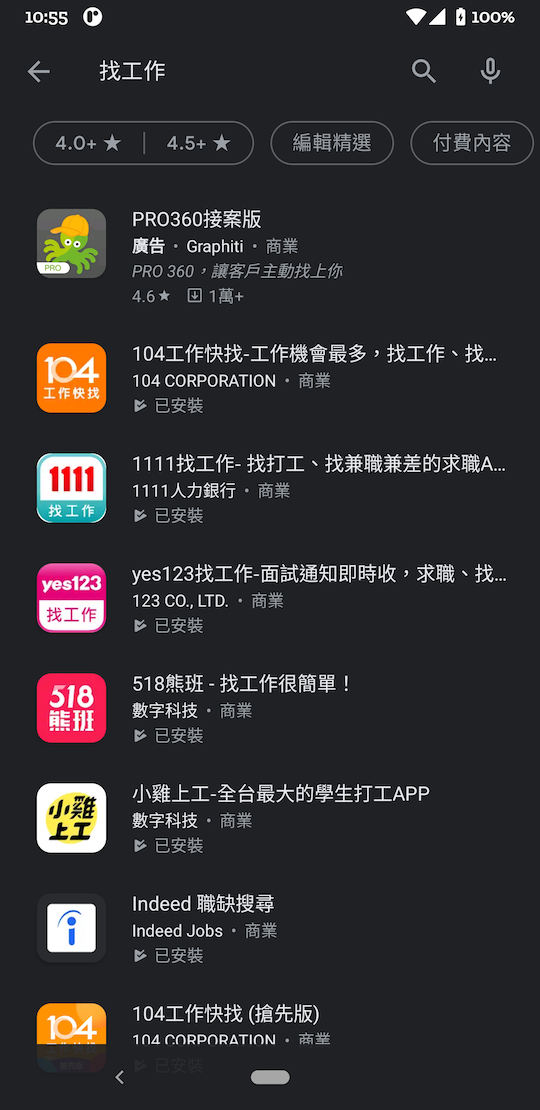 10:55
100%
找工作
4.0+ ★ | 4.5+ ★
編輯精選
付費內容
PRO
PRO360接案版
廣告 • Graphiti • 商業
PRO 360，讓客戶主動找上你
4.6★ 1萬+
104
工作快找
104工作快找-工作機會最多，找工作、找…
104 CORPORATION • 商業
已安裝
1111
找工作
1111找工作- 找打工、找兼職兼差的求職A…
1111人力銀行 • 商業
已安裝
yes123
找工作
yes123找工作-面試通知即時收，求職、找…
123 CO., LTD. • 商業
已安裝
518
熊班
518熊班 - 找工作很簡單！
數字科技 • 商業
已安裝
小雞
上工
小雞上工-全台最大的學生打工APP
數字科技 • 商業
已安裝
Indeed 職缺搜尋
Indeed Jobs • 商業
已安裝
104
工作快找
104工作快找 (搶先版)
104 CORPORATION • 商業
已安裝